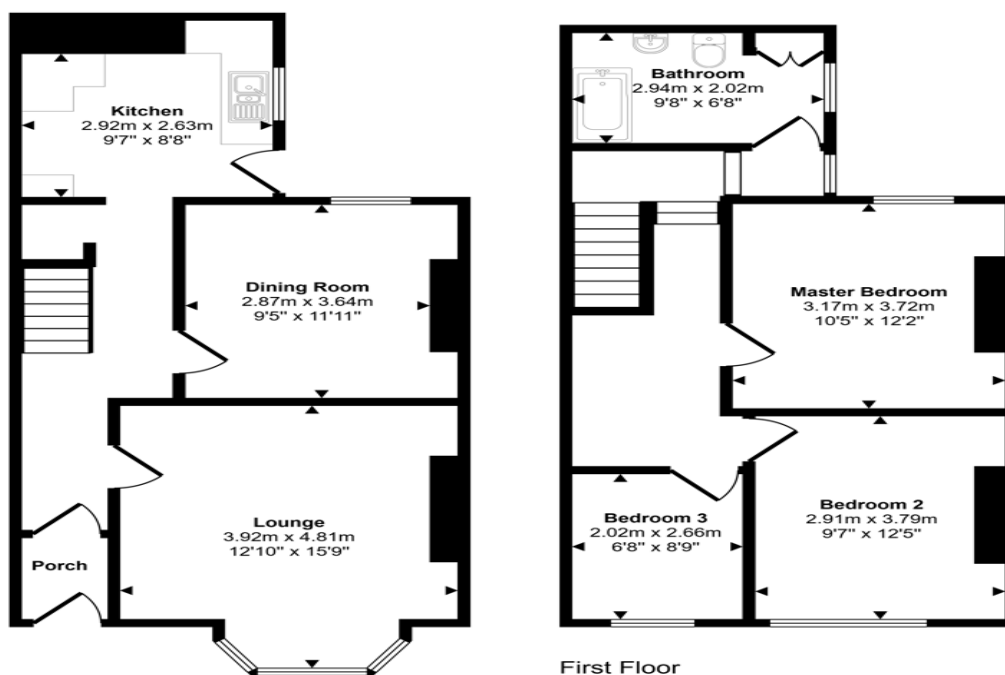 Kitchen
2.92m x 2.63m
9'7" x 8'8"
Dining Room
2.87m x 3.64m
9'5" x 11'11"
Lounge
3.92m x 4.81m
12'10" x 15'9"
Porch
Bathroom
2.94m x 2.02m
9'8" x 6'8"
Master Bedroom
3.17m x 3.72m
10'5" x 12'2"
Bedroom 3
2.02m x 2.66m
6'8" x 8'9"
Bedroom 2
2.91m x 3.79m
9'7" x 12'5"
First Floor